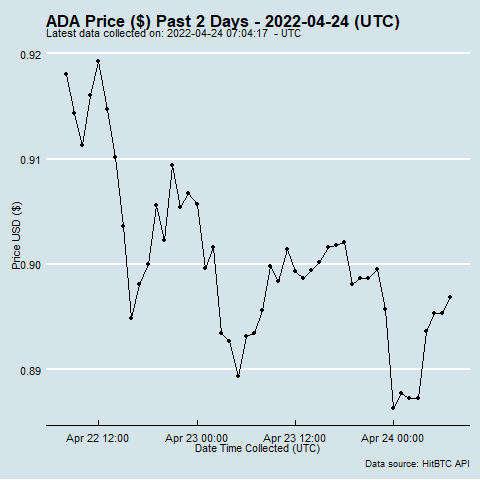 ADA Price ($) Past 2 Days - 2022-04-24 (UTC)
Latest data collected on: 2022-04-24 07:04:17 - UTC
0.92
0.91
0.90
0.89
Price USD ($)
Apr 22 12:00
Apr 23 00:00
Apr 23 12:00
Apr 24 00:00
Date Time Collected (UTC)
Data source: HitBTC API